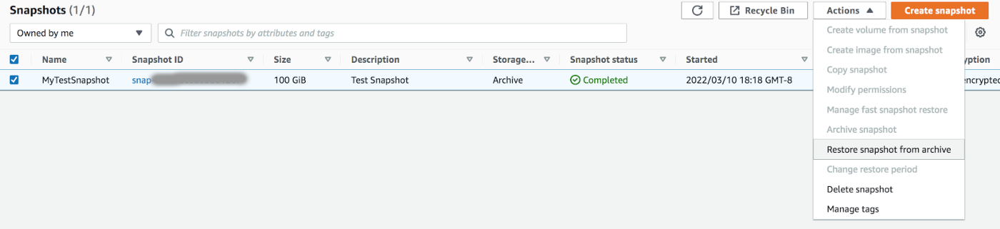 Snapshots (1/1)
Recycle Bin
Actions
Create snapshot
Owned by me
Filter snapshots by attributes and tags
Name Snapshot ID Size Description Storage... Snapshot status Started
MyTestSnapshot snap 100 GiB Test Snapshot Archive Completed 2022/03/10 18:18 GMT-8
Create volume from snapshot
Create image from snapshot
Copy snapshot
Modify permissions
Manage fast snapshot restore
Archive snapshot
Restore snapshot from archive
Change restore period
Delete snapshot
Manage tags